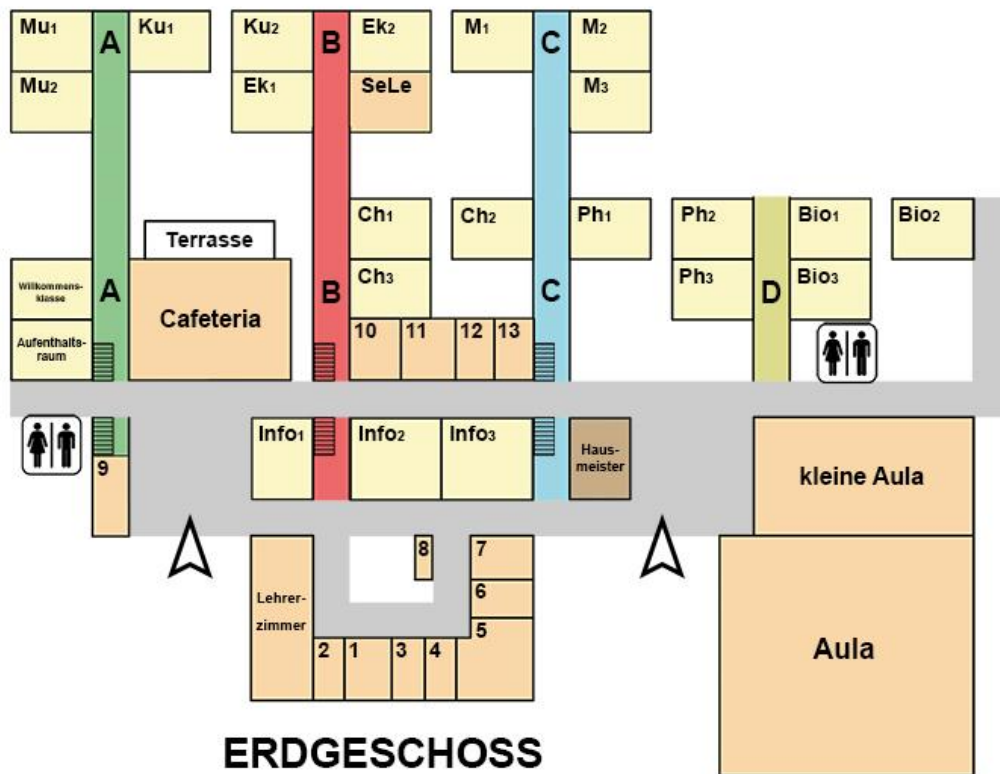 Mu1
A
Ku1
Ku2
B
Ek2
M1
C
M2
Mu2
Ek1
SeLe
M3
Ch1
Ch2
Ph1
Ph2
Bio1
Bio2
Terrasse
Willkommens-
klasse
A
Cafeteria
B
Ch3
C
Ph3
D
Bio3
Aufenthalts-
raum
10
11
12
13
Info1
Info2
Info3
Haus-
meister
9
kleine Aula
8
7
Lehrer-
zimmer
6
5
2
1
3
4
Aula
ERDGESCHOSS